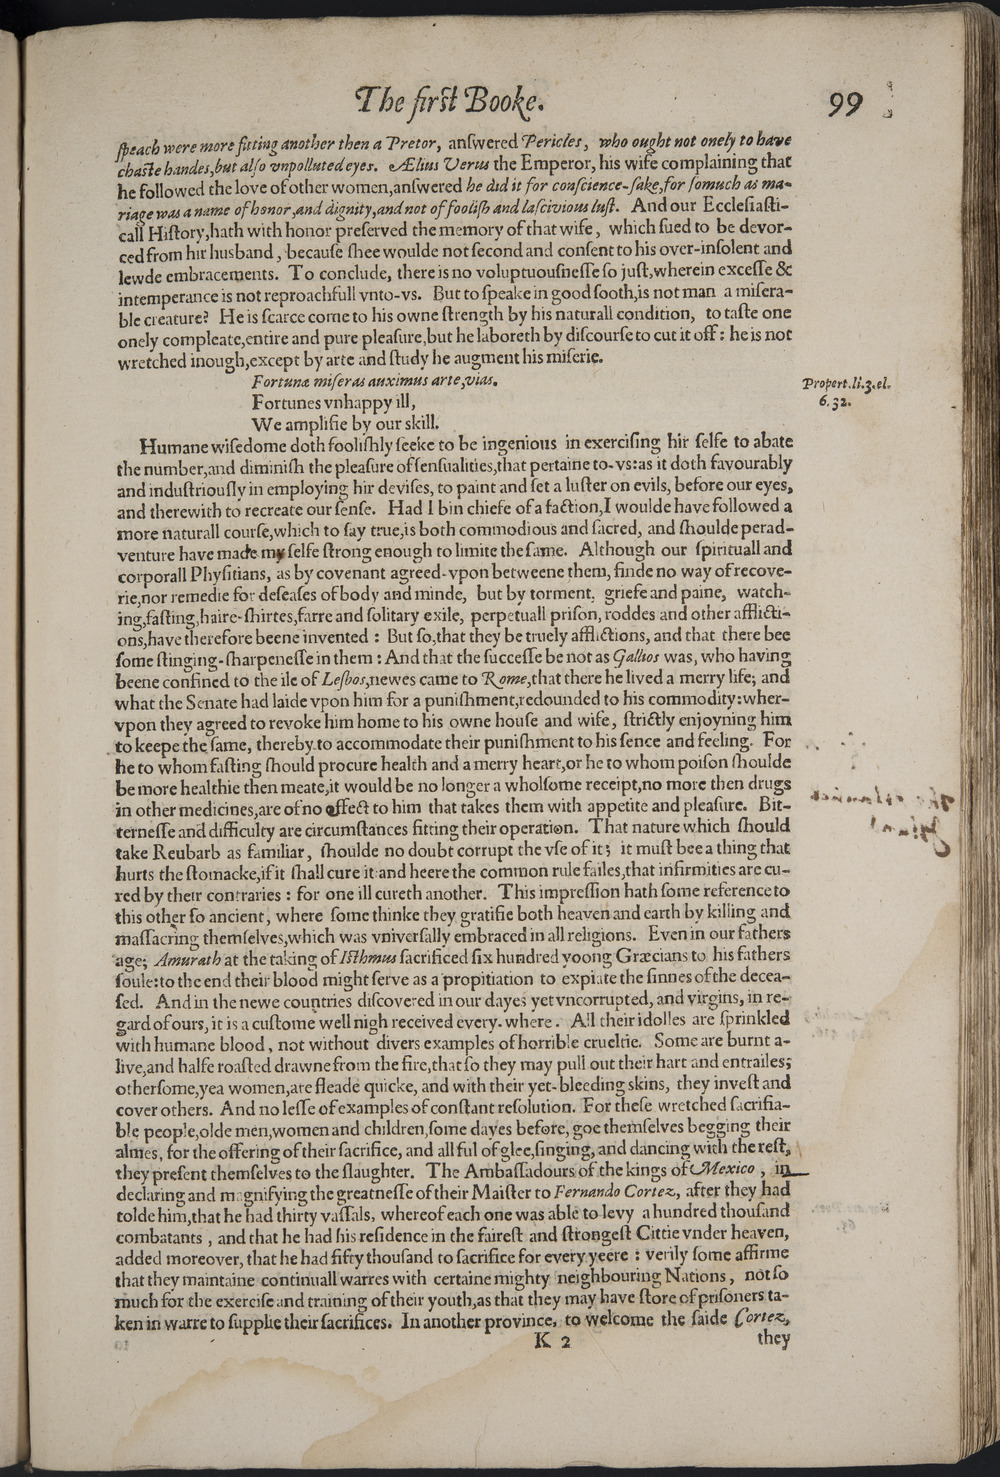 The firſt Booke. 99
ſpeach were more fitting another then a Pretor, anſwered Pericles, who ought not onely to have
chaſte handes,but alſo vnpolluted eyes. Ælius Verus the Emperor, his wife complaining that
he followed the love of other women,anſwered he did it for conſcience-ſake,for ſomuch as ma-
riage was a name of honor,and dignity,and not of fooliſh and laſcivious luſt. And our Eccleſiaſti-
call Hiſtory,hath with honor preſerved the memory of that wife, which ſued to be devor-
ced from hir husband, becauſe ſhee woulde not ſecond and conſent to his over-inſolent and
lewde embracements. To conclude, there is no voluptuouſneſſe ſo juſt,wherein exceſſe &
intemperance is not reproachfull vnto-vs. But to ſpeake in good ſooth,is not man a miſera-
ble creature? He is ſcarce come to his owne ſtrength by his naturall condition, to taſte one
onely compleate,entire and pure pleaſure,but he laboreth by diſcourſe to cut it off: he is not
wretched inough,except by arte and ſtudy he augment his miſerie.
Fortunæ miſeras auximus arte,vias.
Propert.li.3.el.
6.32.
Fortunes vnhappy ill,
We amplifie by our skill.
Humane wiſedome doth fooliſhly ſeeke to be ingenious in exerciſing hir ſelfe to abate
the number,and diminiſh the pleaſure of ſenſualities,that pertaine to-vs:as it doth favourably
and induſtriouſly in employing hir deviſes, to paint and ſet a luſter on evils, before our eyes,
and therewith to recreate our ſenſe. Had I bin chiefe of a faction,I woulde have followed a
more naturall courſe,which to ſay true,is both commodious and ſacred, and ſhoulde perad-
venture have made my ſelfe ſtrong enough to limite the ſame. Although our ſpirituall and
corporall Phyſitians, as by covenant agreed-vpon betweene them, finde no way of recove-
rie,nor remedie for deſeaſes of body and minde, but by torment, griefe and paine, watch-
ing,faſting,haire-ſhirtes,farre and ſolitary exile, perpetuall priſon, roddes and other afflicti-
ons,have therefore beene invented : But ſo,that they be truely afflictions, and that there bee
ſome ſtinging-ſharpeneſſe in them : And that the ſucceſſe be not as Gallios was, who having
beene confined to the ile of Leſbos,newes came to Rome,that there he lived a merry life; and
what the Senate had laide vpon him for a puniſhment,redounded to his commodity:wher-
vpon they agreed to revoke him home to his owne houſe and wife, ſtrictly enjoyning him
to keepe the ſame, thereby to accommodate their puniſhment to his ſence and feeling. For
he to whom faſting ſhould procure health and a merry heart,or he to whom poiſon ſhoulde
be more healthie then meate,it would be no longer a wholſome receipt,no more then drugs
in other medicines,are of no effect to him that takes them with appetite and pleaſure. Bit-
terneſſe and difficulty are circumſtances fitting their operation. That nature which ſhould
take Reubarb as familiar, ſhoulde no doubt corrupt the vſe of it; it muſt bee a thing that
hurts the ſtomacke,if it ſhall cure it:and heere the common rule failes,that infirmities are cu-
red by their contraries : for one ill cureth another. This impreſſion hath ſome reference to
this other ſo ancient, where ſome thinke they gratifie both heaven and earth by killing and
maſſacring themſelves,which was vniverſally embraced in all religions. Even in our fathers
age; Amurath at the taking of Iſthmus ſacrificed ſix hundred yoong Græcians to his fathers
ſoule:to the end their blood might ſerve as a propitiation to expiate the ſinnes of the decea-
ſed. And in the newe countries diſcovered in our dayes yet vncorrupted, and virgins, in re-
gard of ours, it is a cuſtome well nigh received every-where. All their idolles are ſprinkled
with humane blood, not without divers examples of horrible crueltie. Some are burnt a-
live,and halfe roaſted drawne from the fire,that ſo they may pull out their hart and entrailes;
otherſome,yea women,are fleade quicke, and with their yet-bleeding skins, they inveſt and
cover others. And no leſſe of examples of conſtant reſolution. For theſe wretched ſacrifia-
ble people,olde men,women and children,ſome dayes before, goe themſelves begging their
almes, for the offering of their ſacrifice, and all ful of glee,ſinging, and dancing with the reſt,
they preſent themſelves to the ſlaughter. The Ambaſſadours of the kings of Mexico, in
declaring and magnifying the greatneſſe of their Maiſter to Fernando Cortez, after they had
tolde him,that he had thirty vaſſals, whereof each one was able to levy a hundred thouſand
combatants, and that he had his reſidence in the faireſt and ſtrongeſt Cittie vnder heaven,
added moreover, that he had fifty thouſand to ſacrifice for every yeere : verily ſome affirme
that they maintaine continuall warres with certaine mighty neighbouring Nations, not ſo
much for the exerciſe and training of their youth,as that they may have ſtore of priſoners ta-
ken in warre to ſupplie their ſacrifices. In another province, to welcome the ſaide Cortez,
K 2 they